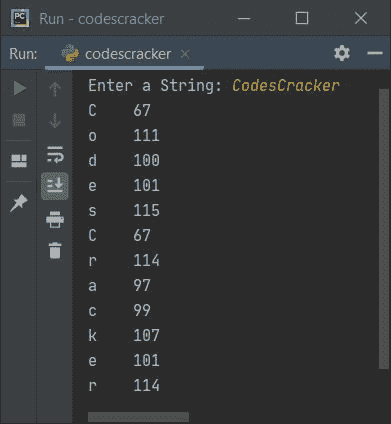 PC
Run - codescracker
Run: codescracker
Enter a String: CodesCracker
C 67
o 111
d 100
e 101
s 115
C 67
r 114
a 97
c 99
k 107
e 101
r 114